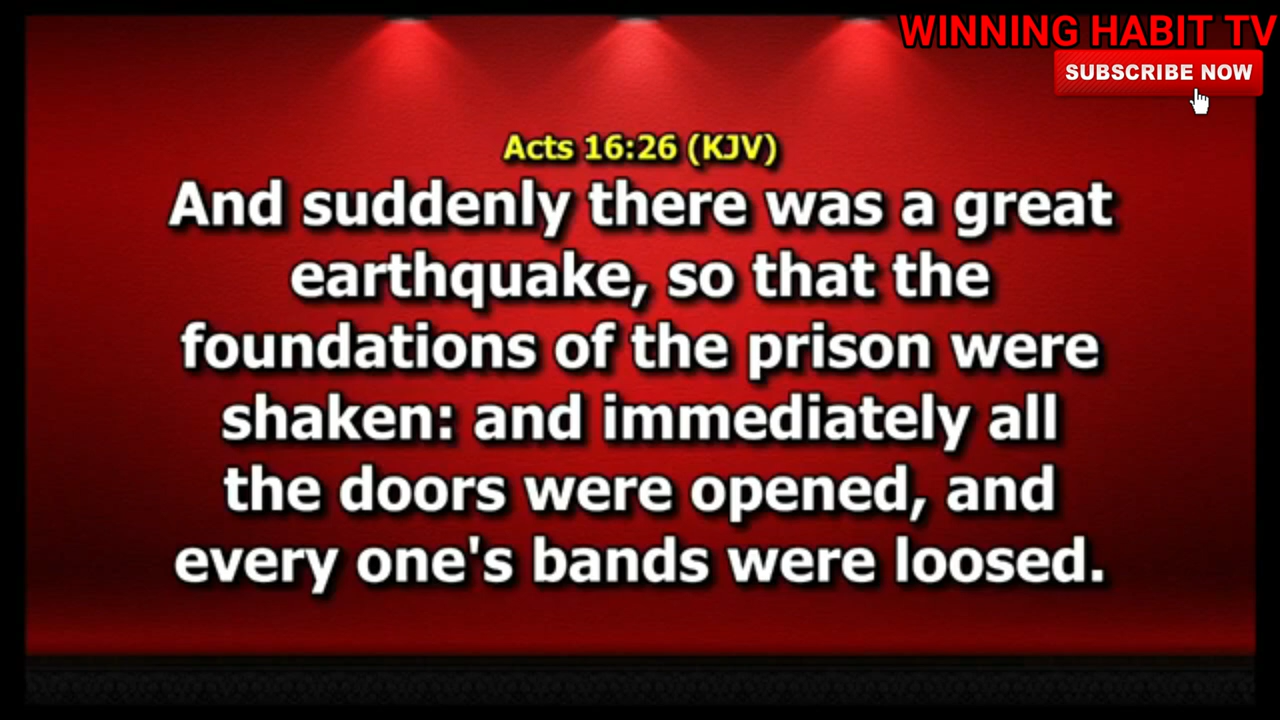 WINNING HABIT TV
SUBSCRIBE NOW
Acts 16:26 (KJV)
And suddenly there was a great
earthquake, so that the
foundations of the prison were
shaken: and immediately all
the doors were opened, and
every one's bands were loosed.